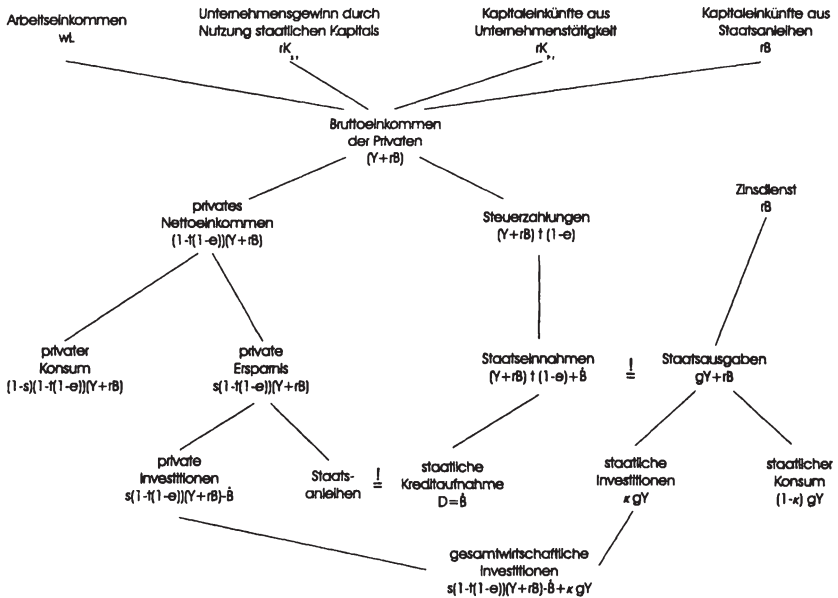 Arbeitseinkommen
wL
Unternehmensgewinn durch
Nutzung staatlichen Kapitals
rK
Kapitaleinkünfte aus
Unternehmenstätigkeit
rK
Kapitaleinkünfte aus
Staatsanleihen
rB
Bruttoeinkommen
der Privaten
(Y+rB)
privates
Nettoeinkommen
(1-t(1-e))(Y+rB)
Steuerzahlungen
(Y+rB) t (1-e)
Zinsdienst
rB
privater
Konsum
(1-s)(1-t(1-e))(Y+rB)
private
Ersparnis
s(1-t(1-e))(Y+rB)
Staatseinnahmen
(Y+rB) t (1-e)+Ḃ
!
=
Staatsausgaben
gY+rB
private
Investitionen
s(1-t(1-e))(Y+rB)-Ḃ
Staats-
anleihen
!
=
staatliche
Kreditaufnahme
D=Ḃ
staatliche
Investitionen
κ gY
staatlicher
Konsum
(1-κ) gY
gesamtwirtschaftliche
Investitionen
s(1-t(1-e))(Y+rB)-Ḃ+κ gY